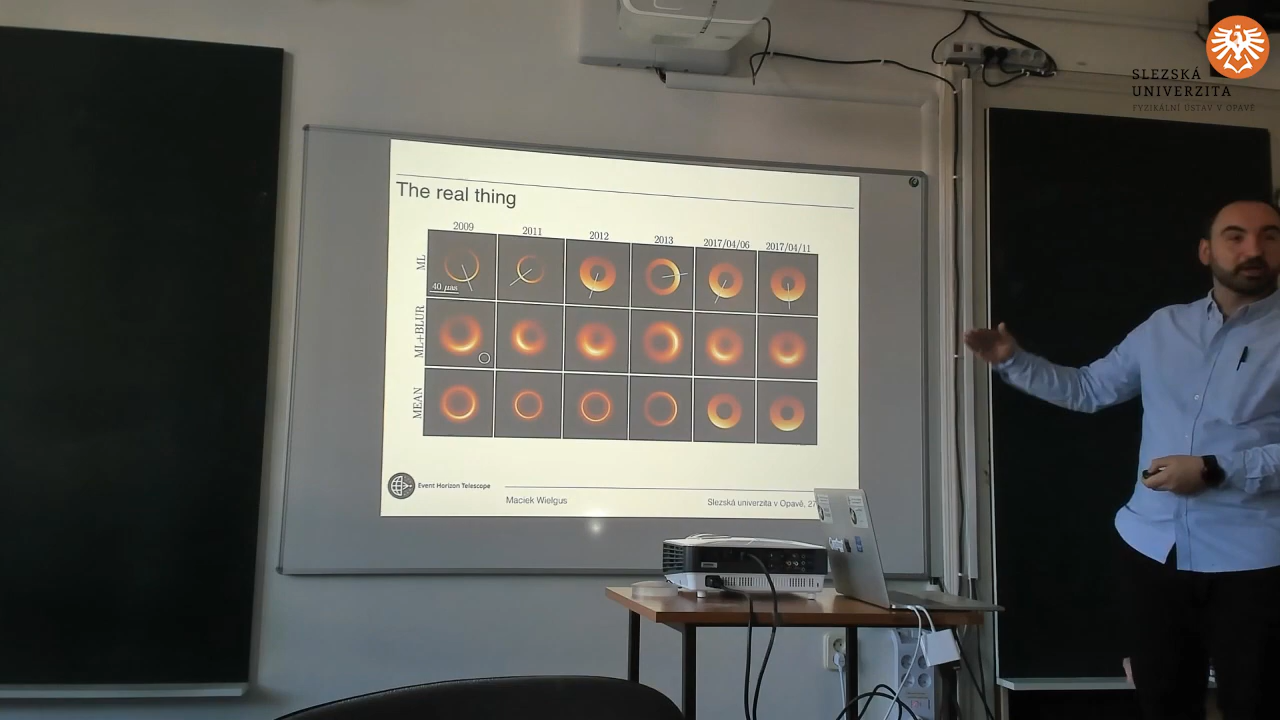 SLEZSKÁ
UNIVERZITA
FYZIKÁLNÍ ÚSTAV V OPAVĚ
The real thing
2009 2011 2012 2013 2017/04/06 2017/04/11
ML
40 μas
ML+BLUR
MEAN
Event Horizon Telescope
Maciek Wielgus
Slezská univerzita v Opavě, 2